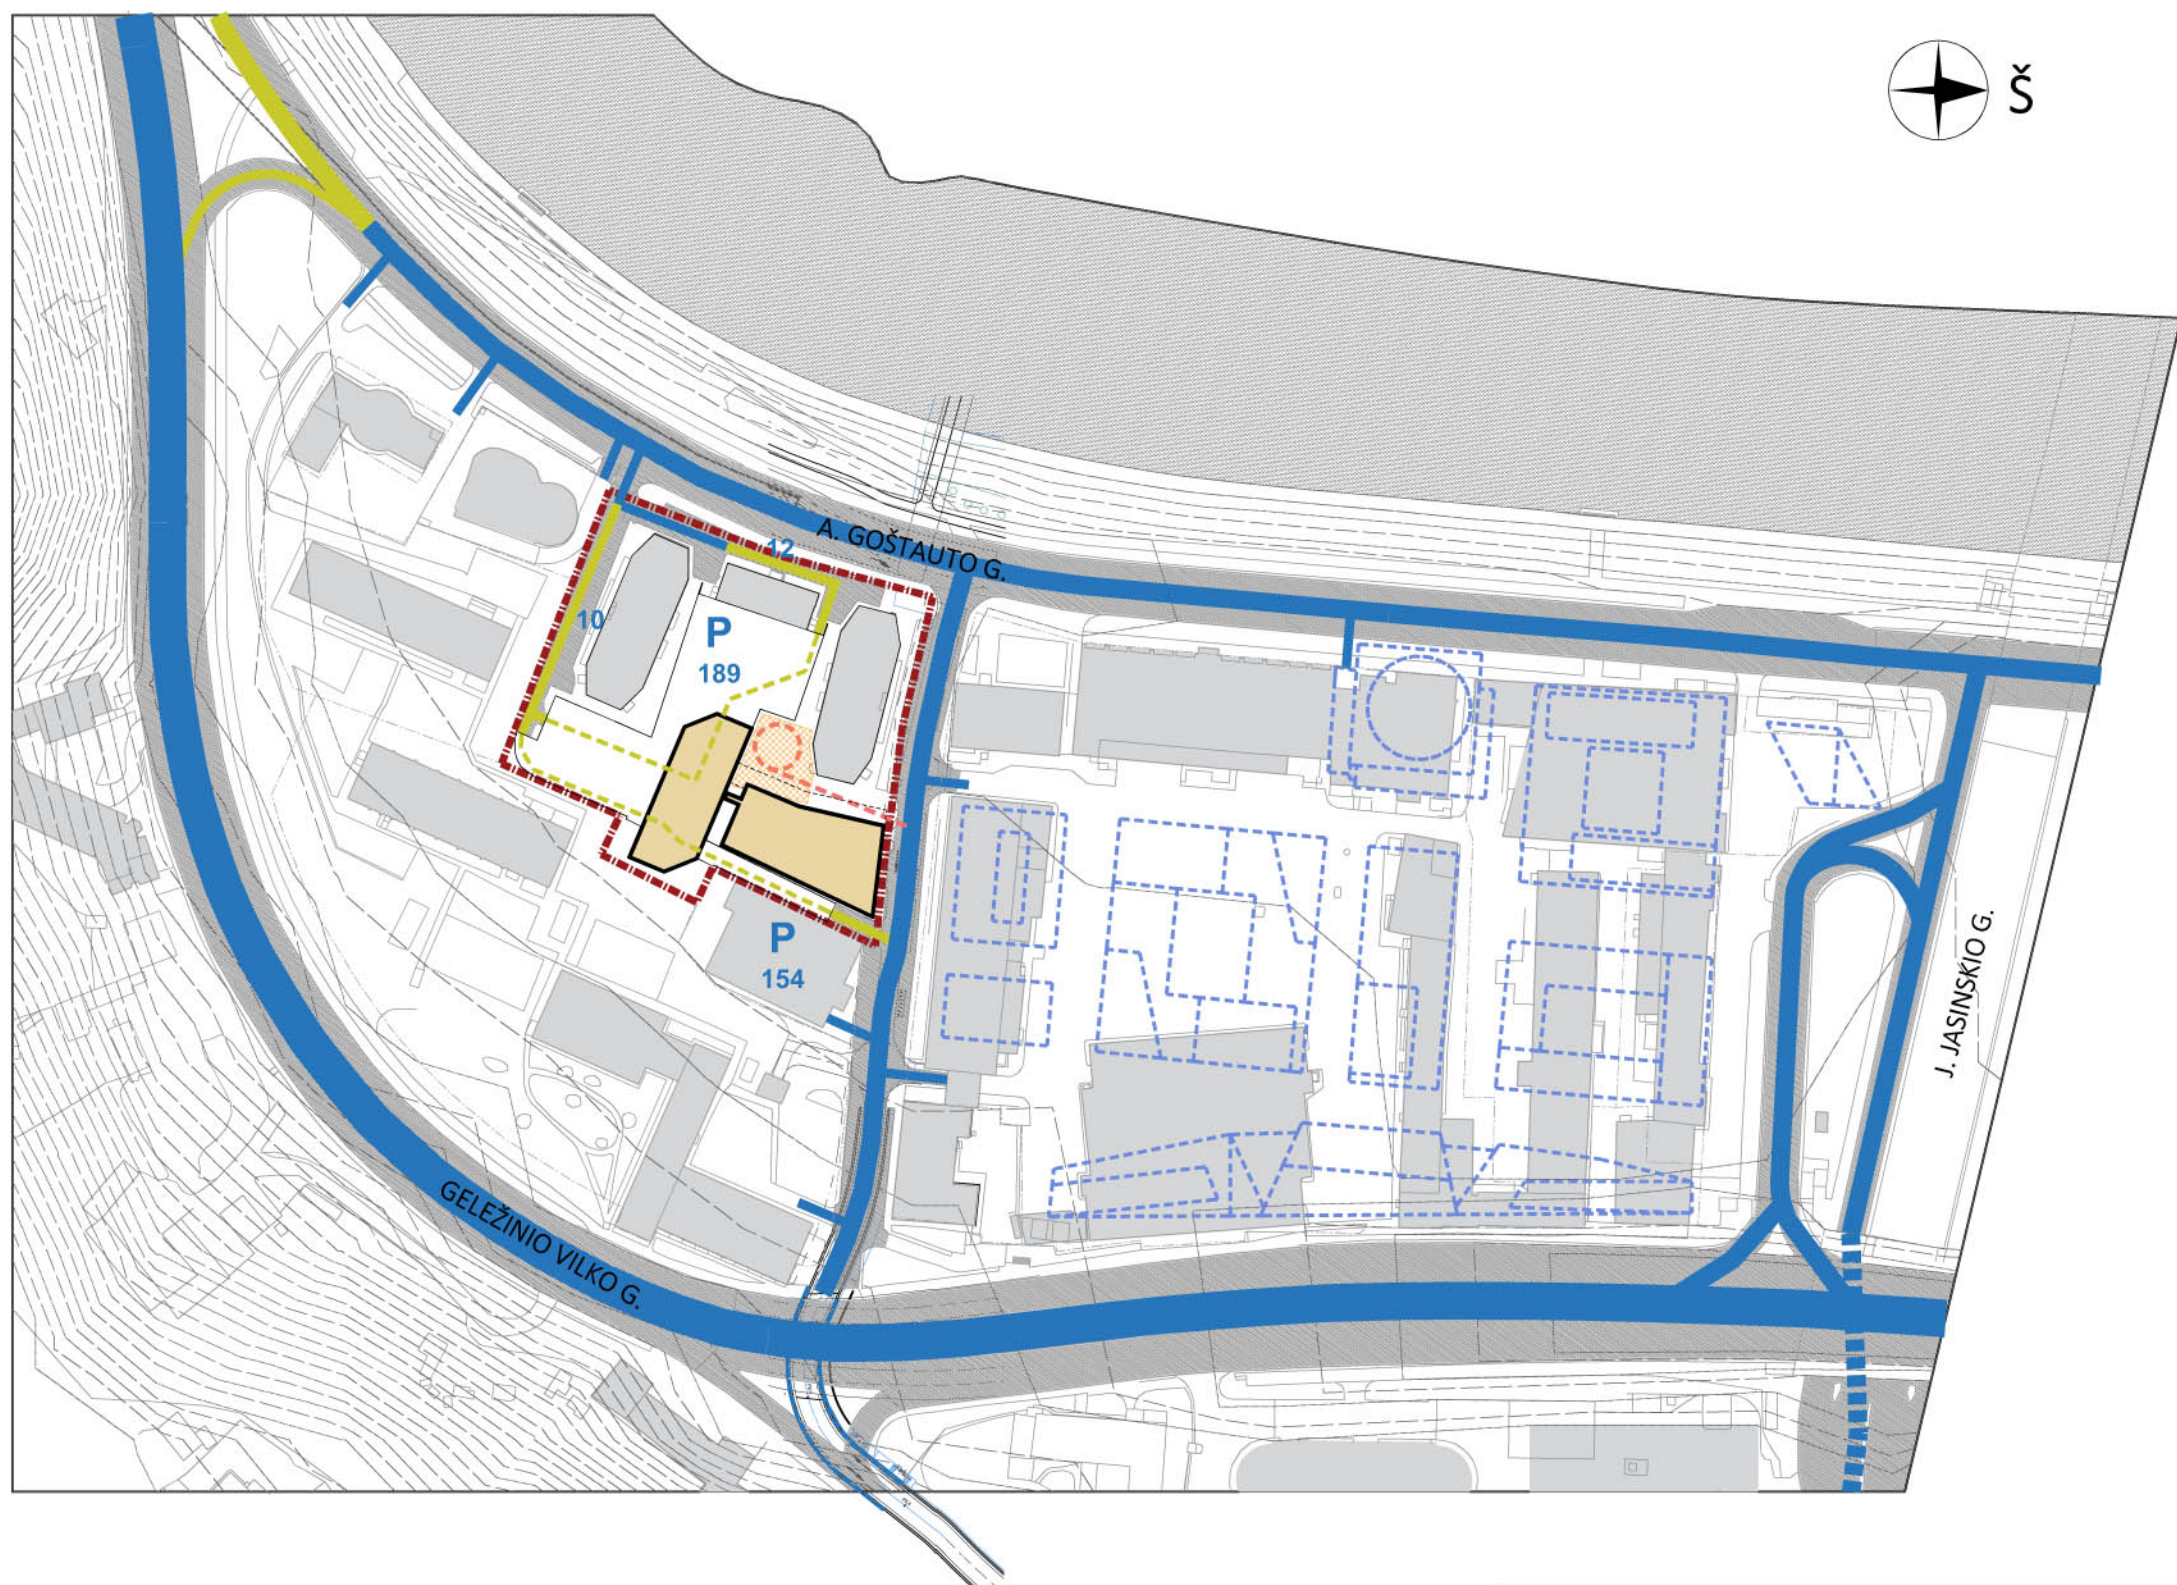 Š
A. GOŠTAUTO G.
12
10
P
189
P
154
J. JASINSKIO G.
GELEŽINIO VILKO G.